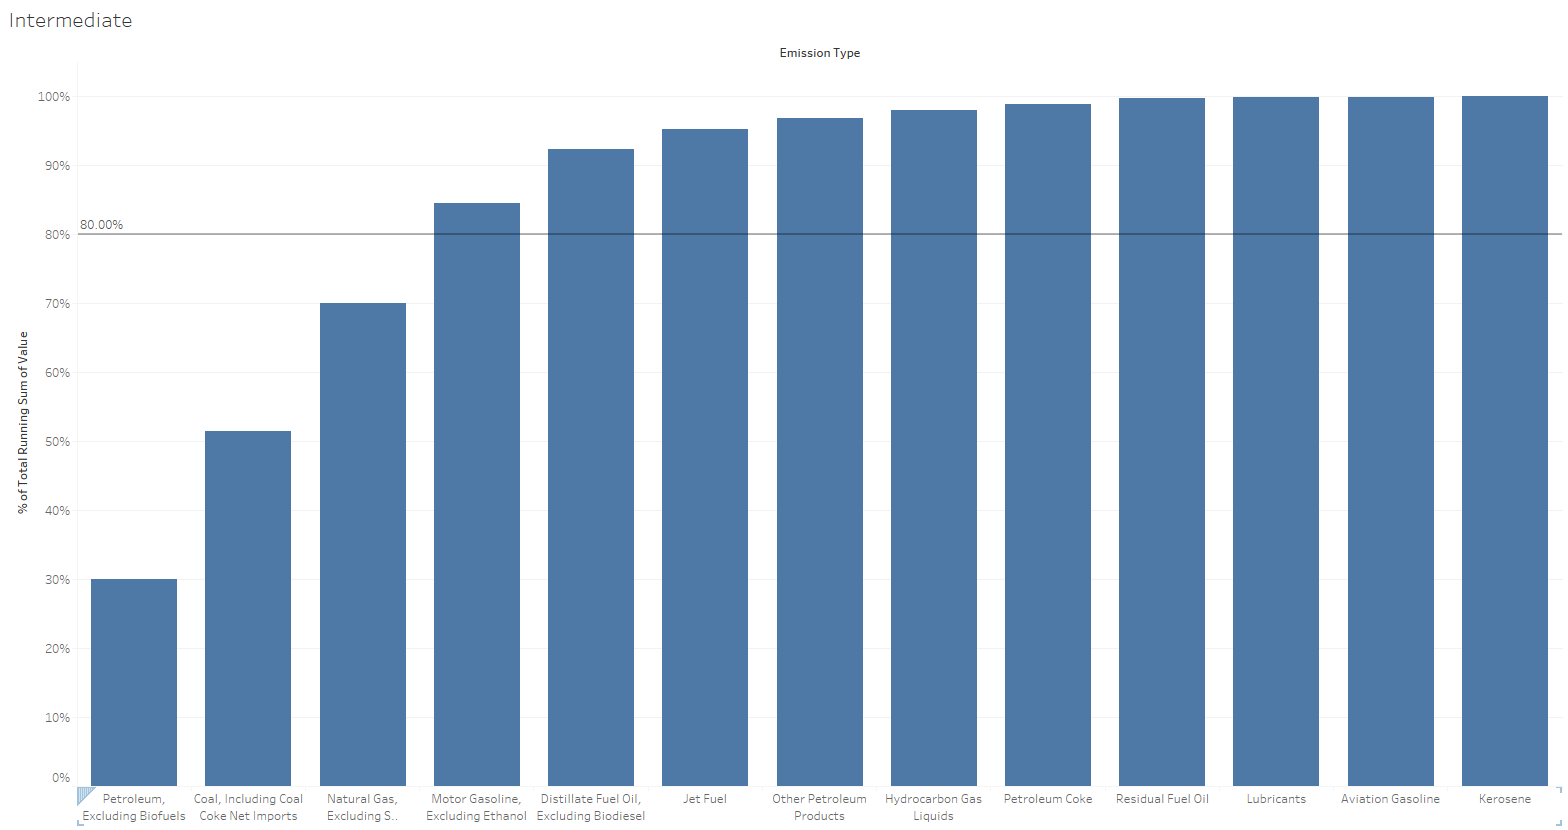 Intermediate
Emission Type
% of Total Running Sum of Value
100%
90%
80.00%
80%
70%
60%
50%
40%
30%
20%
10%
0%
Petroleum,
Excluding Biofuels
Coal, Including Coal
Coke Net Imports
Natural Gas,
Excluding S..
Motor Gasoline,
Excluding Ethanol
Distillate Fuel Oil,
Excluding Biodiesel
Jet Fuel
Other Petroleum
Products
Hydrocarbon Gas
Liquids
Petroleum Coke
Residual Fuel Oil
Lubricants
Aviation Gasoline
Kerosene